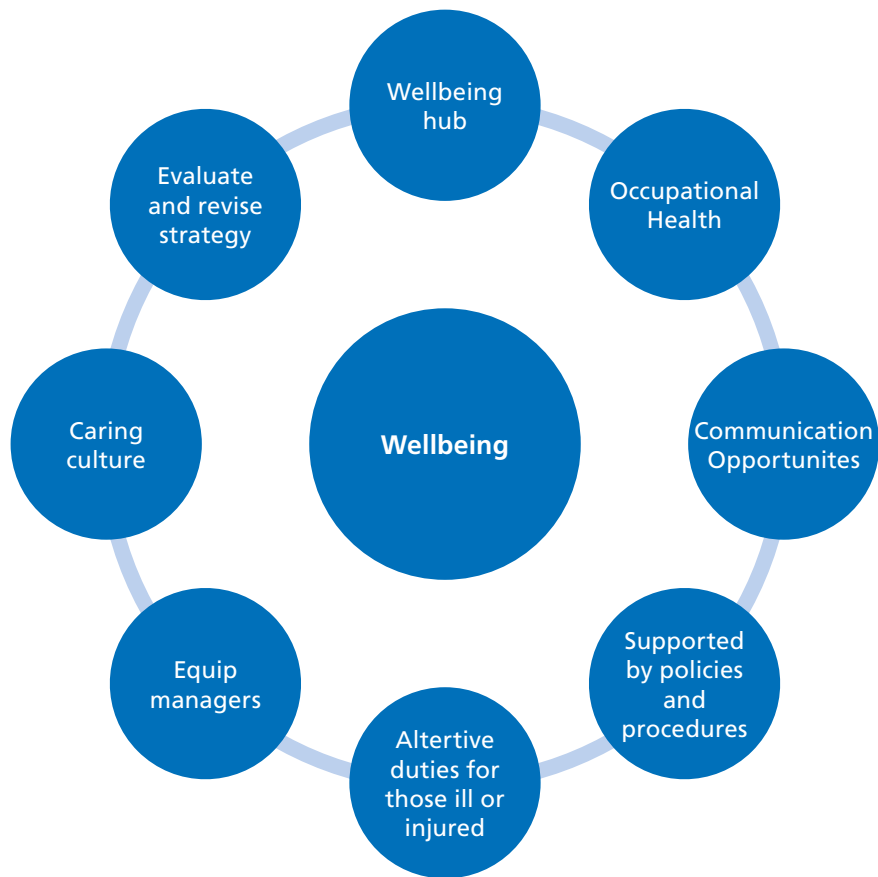 Wellbeing
hub
Occupational
Health
Communication
Opportunites
Supported
by policies
and
procedures
Altertive
duties for
those ill or
injured
Equip
managers
Caring
culture
Evaluate
and revise
strategy
Wellbeing